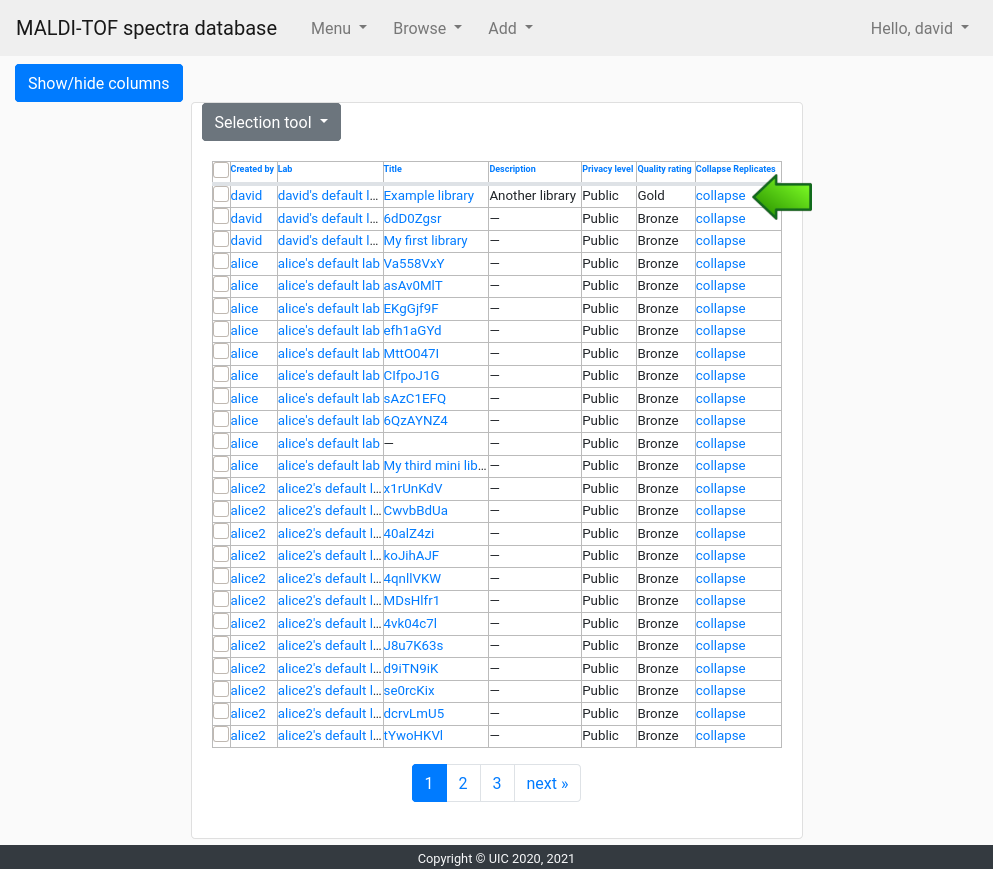 MALDI-TOF spectra database Menu Browse Add Hello, david
Show/hide columns
Selection tool
Created by Lab Title Description Privacy level Quality rating Collapse Replicates
david david's default l... Example library Another library Public Gold collapse
david david's default l... 6dD0Zgsr — Public Bronze collapse
david david's default l... My first library — Public Bronze collapse
alice alice's default lab Va558VxY — Public Bronze collapse
alice alice's default lab asAv0MlT — Public Bronze collapse
alice alice's default lab EKgGjf9F — Public Bronze collapse
alice alice's default lab efh1aGYd — Public Bronze collapse
alice alice's default lab MttO047I — Public Bronze collapse
alice alice's default lab CIfpoJ1G — Public Bronze collapse
alice alice's default lab sAzC1EFQ — Public Bronze collapse
alice alice's default lab 6QzAYNZ4 — Public Bronze collapse
alice alice's default lab — — Public Bronze collapse
alice alice's default lab My third mini lib... — Public Bronze collapse
alice2 alice2's default l... x1rUnKdV — Public Bronze collapse
alice2 alice2's default l... CwvbBdUa — Public Bronze collapse
alice2 alice2's default l... 40alZ4zi — Public Bronze collapse
alice2 alice2's default l... koJihAJF — Public Bronze collapse
alice2 alice2's default l... 4qnllVKW — Public Bronze collapse
alice2 alice2's default l... MDsHlfr1 — Public Bronze collapse
alice2 alice2's default l... 4vk04c7l — Public Bronze collapse
alice2 alice2's default l... J8u7K63s — Public Bronze collapse
alice2 alice2's default l... d9iTN9iK — Public Bronze collapse
alice2 alice2's default l... se0rcKix — Public Bronze collapse
alice2 alice2's default l... dcrvLmU5 — Public Bronze collapse
alice2 alice2's default l... tYwoHKVl — Public Bronze collapse
1 2 3 next »
Copyright © UIC 2020, 2021